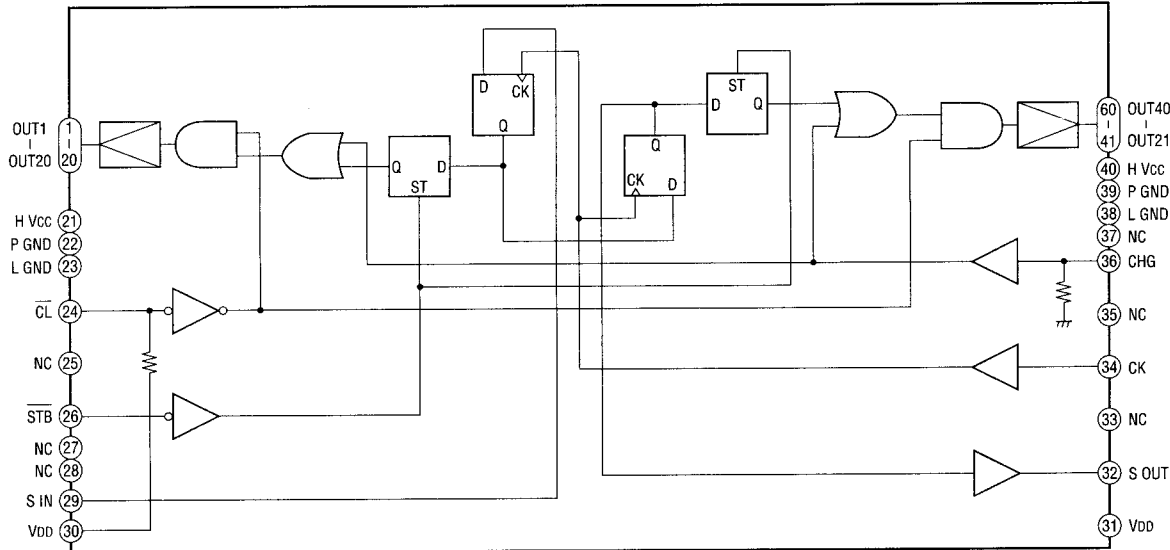 OUT1
1
OUT20
20
H VCC 21
P GND 22
L GND 23
CL 24
NC 25
STB 26
NC 27
NC 28
S IN 29
VDD 30
D
CK
Q
Q
D
ST
ST
D
Q
Q
CK
D
60 OUT40
41 OUT21
40 H VCC
39 P GND
38 L GND
37 NC
36 CHG
35 NC
34 CK
33 NC
32 S OUT
31 VDD